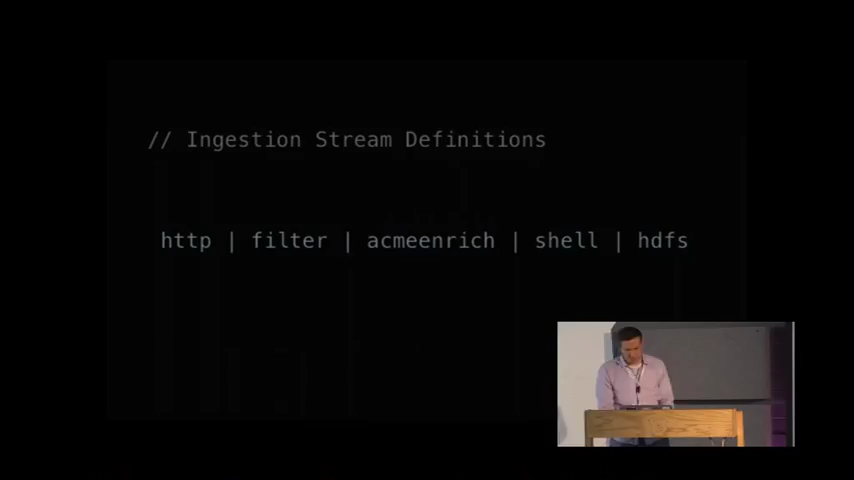 // Ingestion Stream Definitions
http | filter | acmeenrich | shell | hdfs